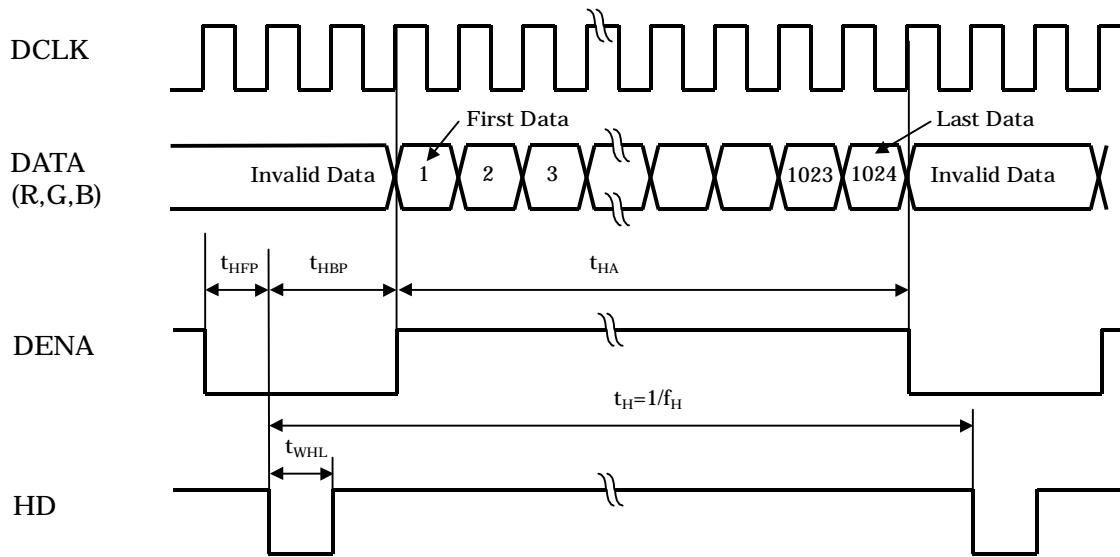 DCLK
First Data
Last Data
DATA
(R,G,B)
Invalid Data
1
2
3
1023
1024
Invalid Data
tHFP
tHBP
tHA
DENA
tH=1/fH
tWHL
HD